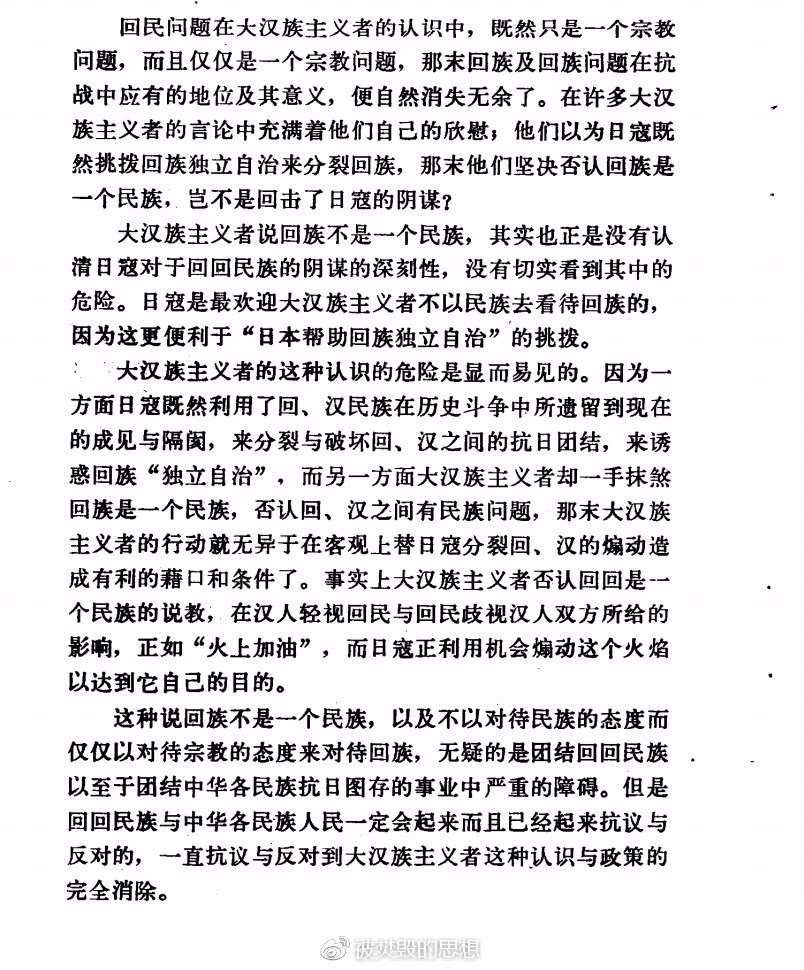 回民问题在大汉族主义者的认识中，既然只是一个宗教
问题，而且仅仅是一个宗教问题，那末回族及回族问题在抗
战中应有的地位及其意义，便自然消失无余了。在许多大汉
族主义者的言论中充满着他们自己的欣慰；他们以为日寇既
然挑拨回族独立自治来分裂回族，那末他们坚决否认回族是
一个民族，岂不是回击了日寇的阴谋？
大汉族主义者说回族不是一个民族，其实也正是没有认
清日寇对于回回民族的阴谋的深刻性，没有切实看到其中的
危险。日寇是最欢迎大汉族主义者不以民族去看待回族的，
因为这更便利于“日本帮助回族独立自治”的挑拨。
大汉族主义者的这种认识的危险是显而易见的。因为一
方面日寇既然利用了回、汉民族在历史斗争中所遗留到现在
的成见与隔阂，来分裂与破坏回、汉之间的抗日团结，来诱
惑回族“独立自治”，而另一方面大汉族主义者却一手抹煞
回族是一个民族，否认回、汉之间有民族问题，那末大汉族
主义者的行动就无异于在客观上替日寇分裂回、汉的煽动造
成有利的藉口和条件了。事实上大汉族主义者否认回回是一
个民族的说教，在汉人轻视回民与回民歧视汉人双方所给的
影响，正如“火上加油”，而日寇正利用机会煽动这个火焰
以达到它自己的目的。
这种说回族不是一个民族，以及不以对待民族的态度而
仅仅以对待宗教的态度来对待回族，无疑的是团结回回民族
以至于团结中华各民族抗日图存的事业中严重的障碍。但是
回回民族与中华各民族人民一定会起来而且已经起来抗议与
反对的，一直抗议与反对到大汉族主义者这种认识与政策的
完全消除。
被焚毁的思想